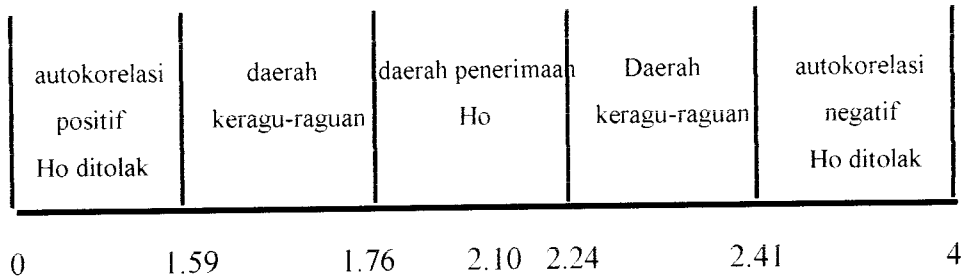 autokorelasi
positif
Ho ditolak
daerah
keragu-raguan
daerah penerimaan
Ho
Daerah
keragu-raguan
autokorelasi
negatif
Ho ditolak
0 1.59 1.76 2.10 2.24 2.41 4